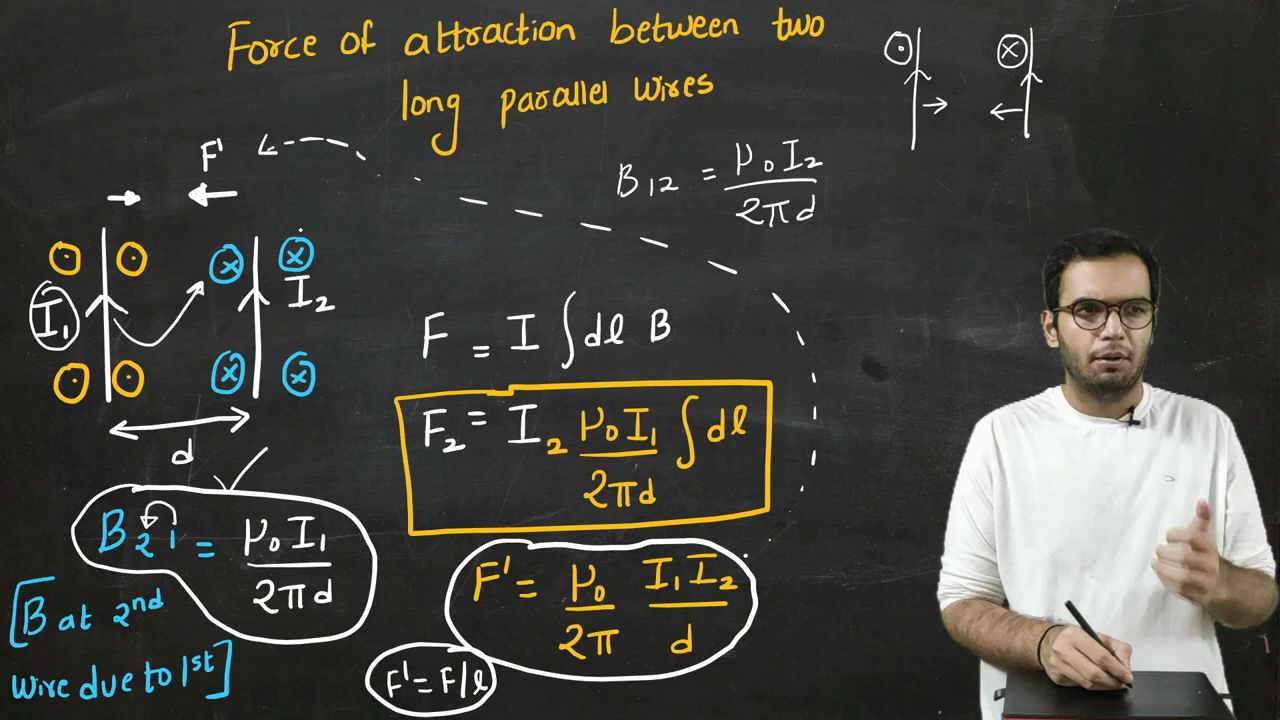 Force of attraction between two
long parallel wires
F'
B₁₂ = μ₀I₂ / 2πd
I₁
I₂
d
F = I ∫ dl B
F₂ = I₂ μ₀I₁ / 2πd ∫ dl
B₂₁ = μ₀I₁ / 2πd
[B at 2nd
wire due to 1st]
F' = μ₀ / 2π I₁I₂ / d
F' = F/l